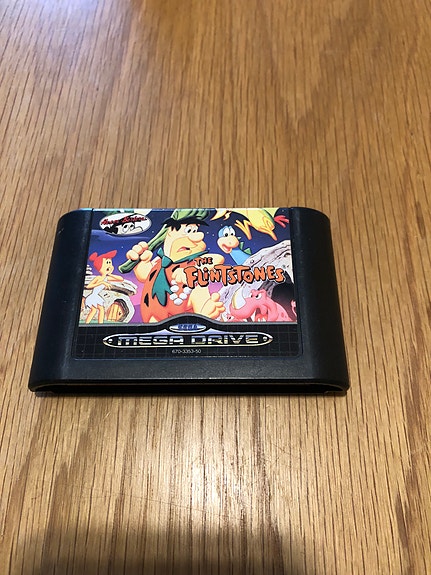 THE
FLINTSTONES
SEGA
MEGA DRIVE
670-3353-50